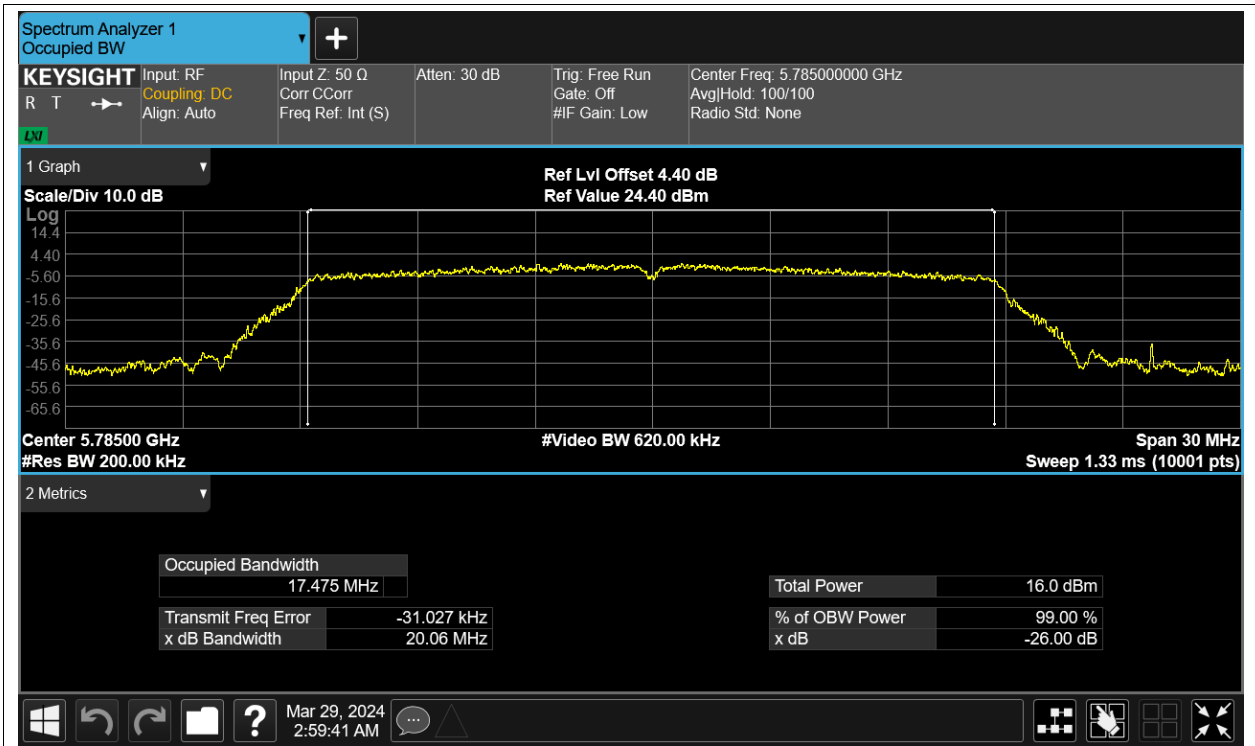 Spectrum Analyzer 1
Occupied BW
KEYSIGHT
R T
LXI
Input: RF
Coupling: DC
Align: Auto
Input Z: 50 Ω
Corr CCorr
Freq Ref: Int (S)
Atten: 30 dB
Trig: Free Run
Gate: Off
#IF Gain: Low
Center Freq: 5.785000000 GHz
Avg|Hold: 100/100
Radio Std: None
1 Graph
Scale/Div 10.0 dB
Ref Lvl Offset 4.40 dB
Ref Value 24.40 dBm
Log
14.4
4.40
-5.60
-15.6
-25.6
-35.6
-45.6
-55.6
-65.6
Center 5.78500 GHz
#Video BW 620.00 kHz
Span 30 MHz
#Res BW 200.00 kHz
Sweep 1.33 ms (10001 pts)
2 Metrics
Occupied Bandwidth
17.475 MHz
Total Power 16.0 dBm
Transmit Freq Error -31.027 kHz
% of OBW Power 99.00 %
x dB Bandwidth 20.06 MHz
x dB -26.00 dB
?
Mar 29, 2024
2:59:41 AM